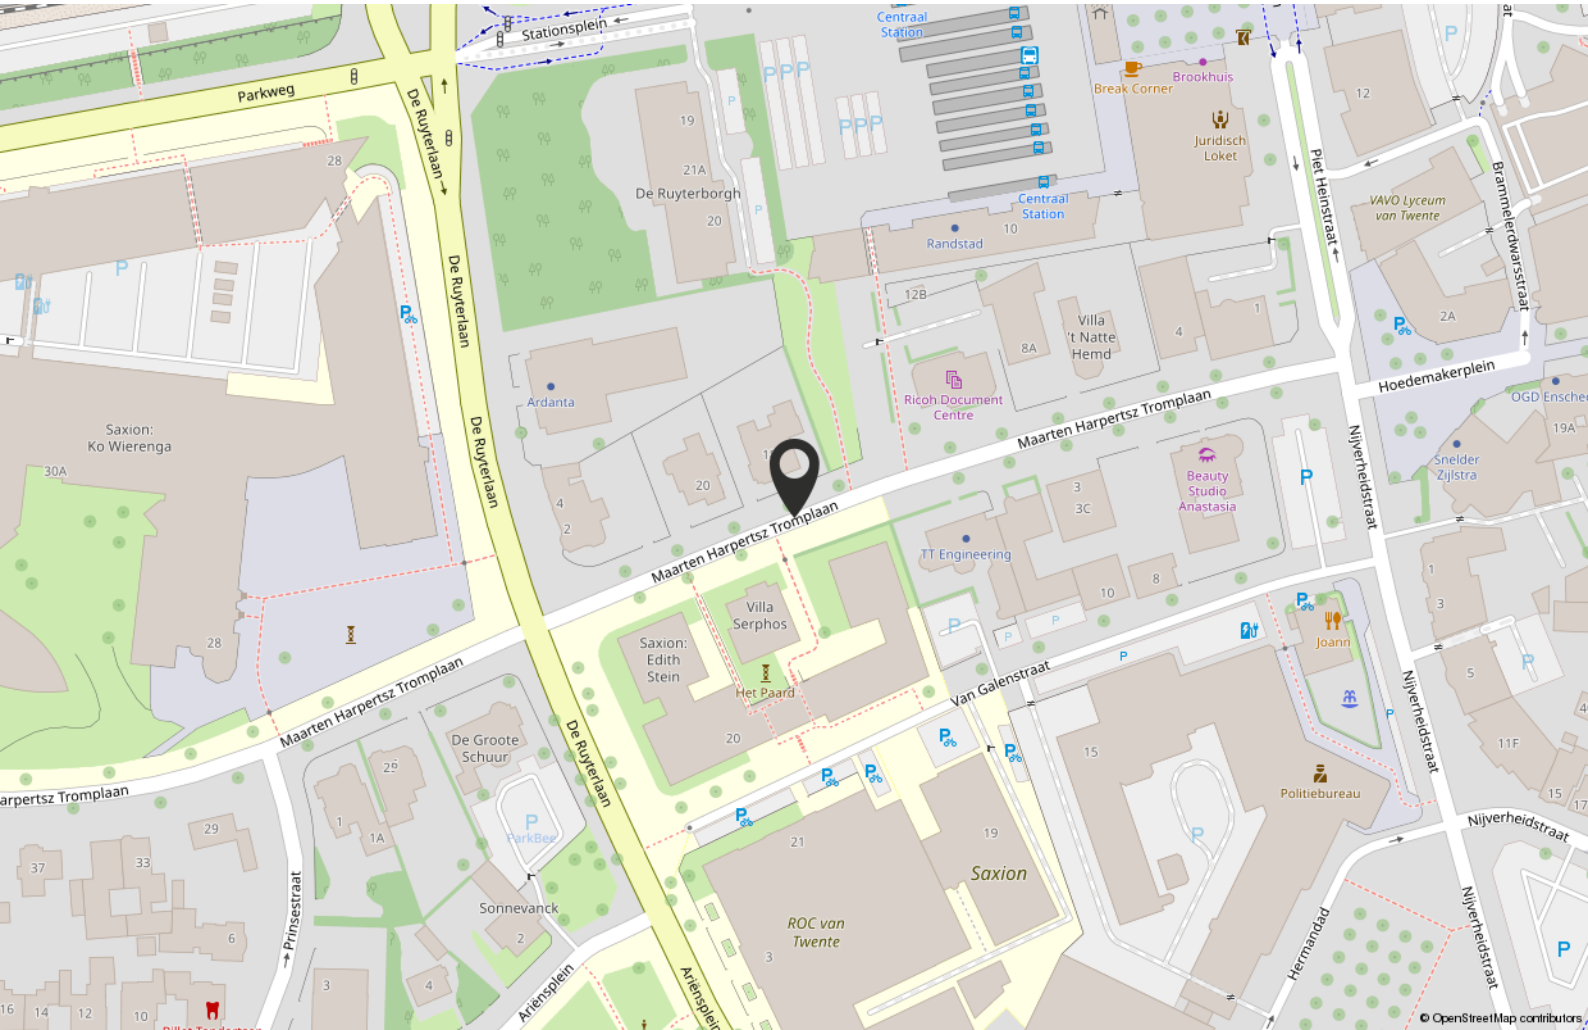 Stationsplein
Centraal
Station
Parkweg
De Ruyterlaan
Break Corner
Brookhuis
12
Juridisch
Loket
Piet Heinstraat
Brammelerdwarsstraat
VAVO Lyceum
van Twente
28
19
21A
De Ruyterborgh
20
Centraal
Station
10
Randstad
12B
De Ruyterlaan
8A
Villa
't Natte
Hemd
4
1
2A
Hoedemakerplein
Ardanta
Ricoh Document
Centre
Maarten Harpertsz Tromplaan
OGD Ensche
19A
Saxion:
Ko Wierenga
30A
De Ruyterlaan
20
4
2
Nijverheidstraat
Snelder
Zijlstra
Beauty
Studio
Anastasia
3
3C
Maarten Harpertsz Tromplaan
TT Engineering
8
10
1
3
Villa
Serphos
Saxion:
Edith
Stein
Het Paard
28
Joann
Van Galenstraat
Maarten Harpertsz Tromplaan
Nijverheidstraat
5
11F
De Groote
Schuur
De Ruyterlaan
20
15
Politiebureau
15
17
arpertsz Tromplaan
25
1
1A
29
33
37
ParkBee
21
19
Saxion
Nijverheidstraat
Sonnevanck
2
ROC van
Twente
3
Prinsestraat
6
Hermandad
Nijverheidstraat
Ariënsplein
Ariënsplein
3
4
16
14
12
10
© OpenStreetMap contributors